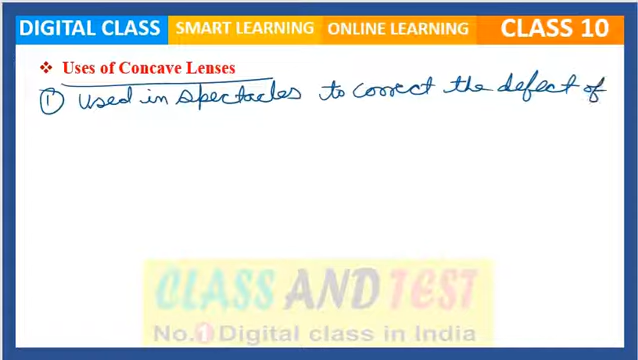 DIGITAL CLASS SMART LEARNING ONLINE LEARNING CLASS 10
❖ Uses of Concave Lenses
① Used in spectacles to correct the defect of
CLASS AND TEST
No.1 Digital class in India